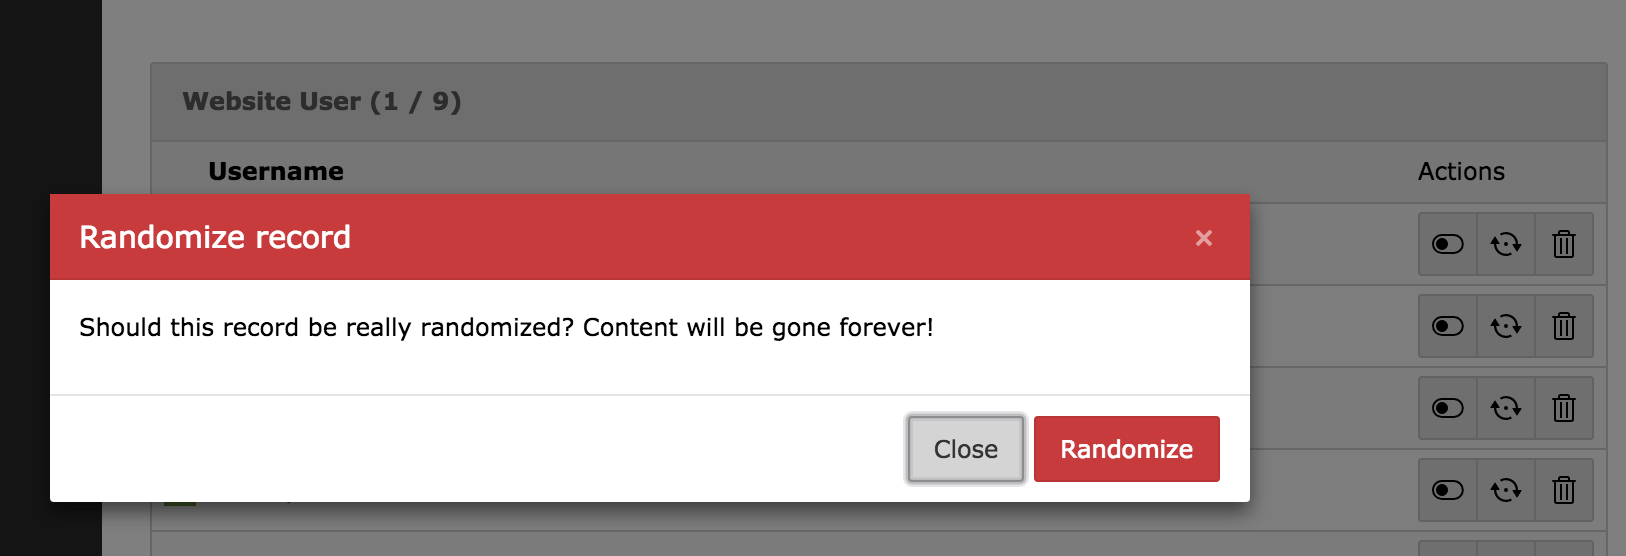 Website User (1 / 9)
Username Actions
Randomize record ×
Should this record be really randomized? Content will be gone forever!
Close Randomize